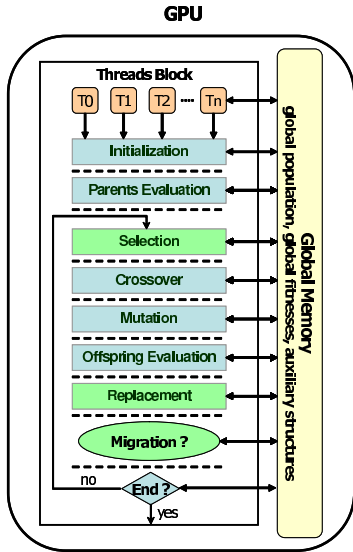 GPU
Threads Block
T0 T1 T2 ···· Tn
Initialization
Parents Evaluation
Selection
Crossover
Mutation
Offspring Evaluation
Replacement
Migration ?
no
End ?
yes
Global Memory
global population, global fitnesses, auxiliary structures